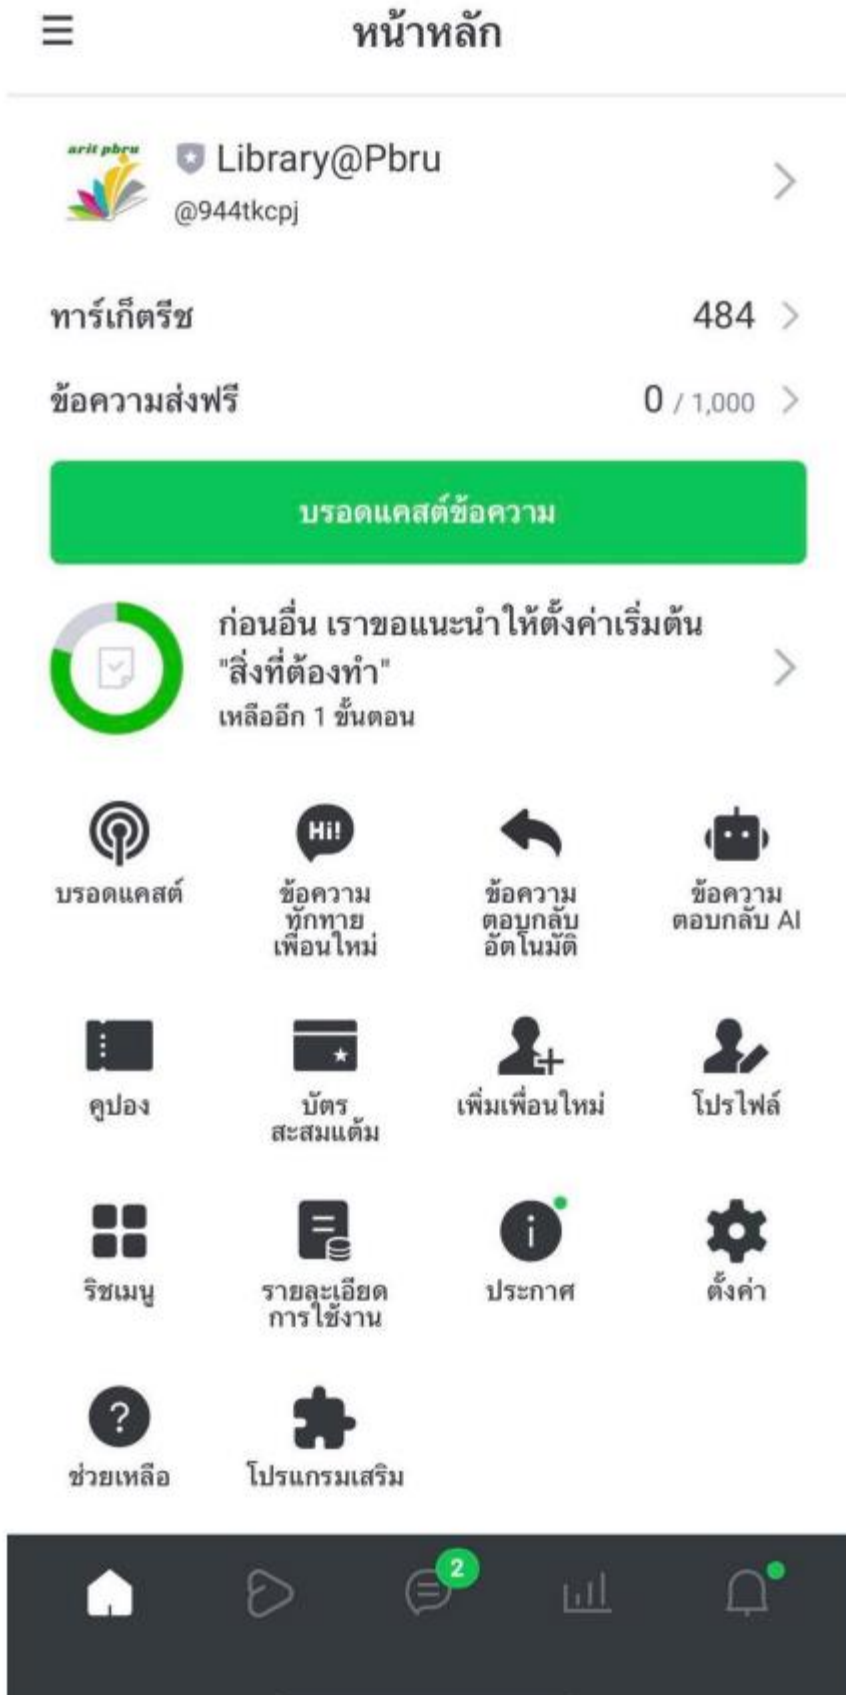 หน้าหลัก
arit pbru
Library@Pbru
@944tkcpj
ทาร์เก็ตรีช 484
ข้อความส่งฟรี 0 / 1,000
บรอดแคสต์ข้อความ
ก่อนอื่น เราขอแนะนำให้ตั้งค่าเริ่มต้น
"สิ่งที่ต้องทำ"
เหลืออีก 1 ขั้นตอน
Hi!
บรอดแคสต์
ข้อความ
ทักทาย
เพื่อนใหม่
ข้อความ
ตอบกลับ
อัตโนมัติ
ข้อความ
ตอบกลับ AI
คูปอง
บัตร
สะสมแต้ม
เพิ่มเพื่อนใหม่
โปรไฟล์
ริชเมนู
รายละเอียด
การใช้งาน
ประกาศ
ตั้งค่า
ช่วยเหลือ
โปรแกรมเสริม
2